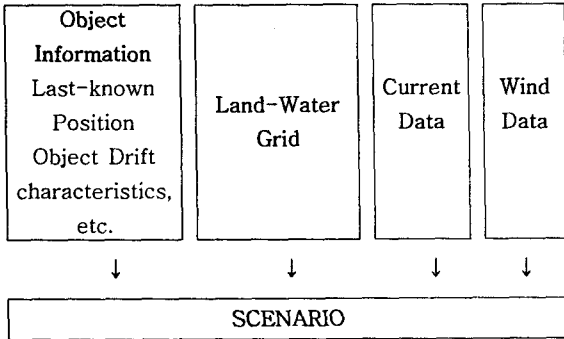 Object
Information
Last-known
Position
Object Drift
characteristics,
etc.
Land-Water
Grid
Current
Data
Wind
Data
↓ ↓ ↓ ↓
SCENARIO